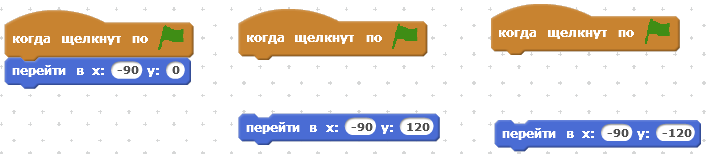 когда щелкнут по
перейти в x: -90 y: 0
когда щелкнут по
перейти в x: -90 y: 120
когда щелкнут по
перейти в x: -90 y: -120